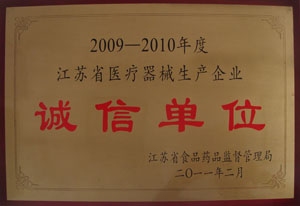 2009—2010年度
江苏省医疗器械生产企业
诚信单位
江苏省食品药品监督管理局
二〇一一年二月